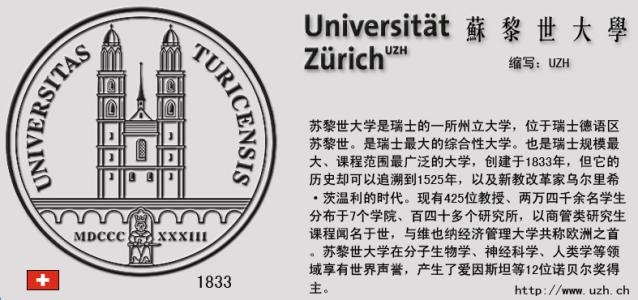 UNIVERSITAS TURICENSIS
MDCCC XXXIII
1833
Universität
Zürich UZH
蘇黎世大學
缩写：UZH
苏黎世大学是瑞士的一所州立大学，位于瑞士德语区
苏黎世。是瑞士最大的综合性大学。也是瑞士规模最
大、课程范围最广泛的大学，创建于1833年，但它的
历史却可以追溯到1525年，以及新教改革家乌尔里希
·茨温利的时代。现有425位教授、两万四千余名学生
分布于7个学院、百四十多个研究所，以商管类研究生
课程闻名于世，与维也纳经济管理大学共称欧洲之首
。苏黎世大学在分子生物学、神经科学、人类学等领
域享有世界声誉，产生了爱因斯坦等12位诺贝尔奖得
主。
http://www.uzh.ch